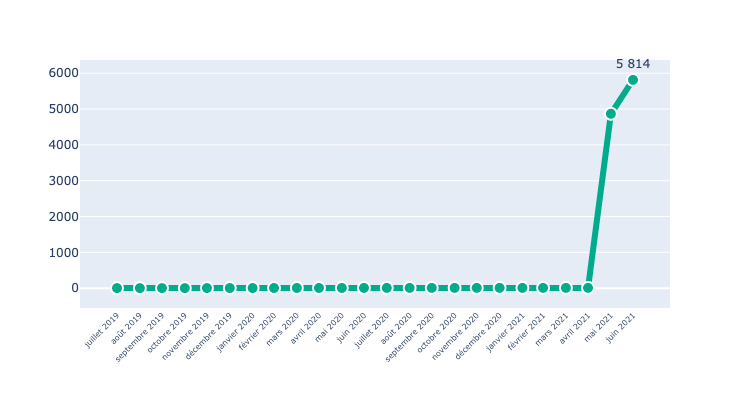 5 814
6000
5000
4000
3000
2000
1000
0
juillet 2019
août 2019
septembre 2019
octobre 2019
novembre 2019
décembre 2019
janvier 2020
février 2020
mars 2020
avril 2020
mai 2020
juin 2020
juillet 2020
août 2020
septembre 2020
octobre 2020
novembre 2020
décembre 2020
janvier 2021
février 2021
mars 2021
avril 2021
mai 2021
juin 2021